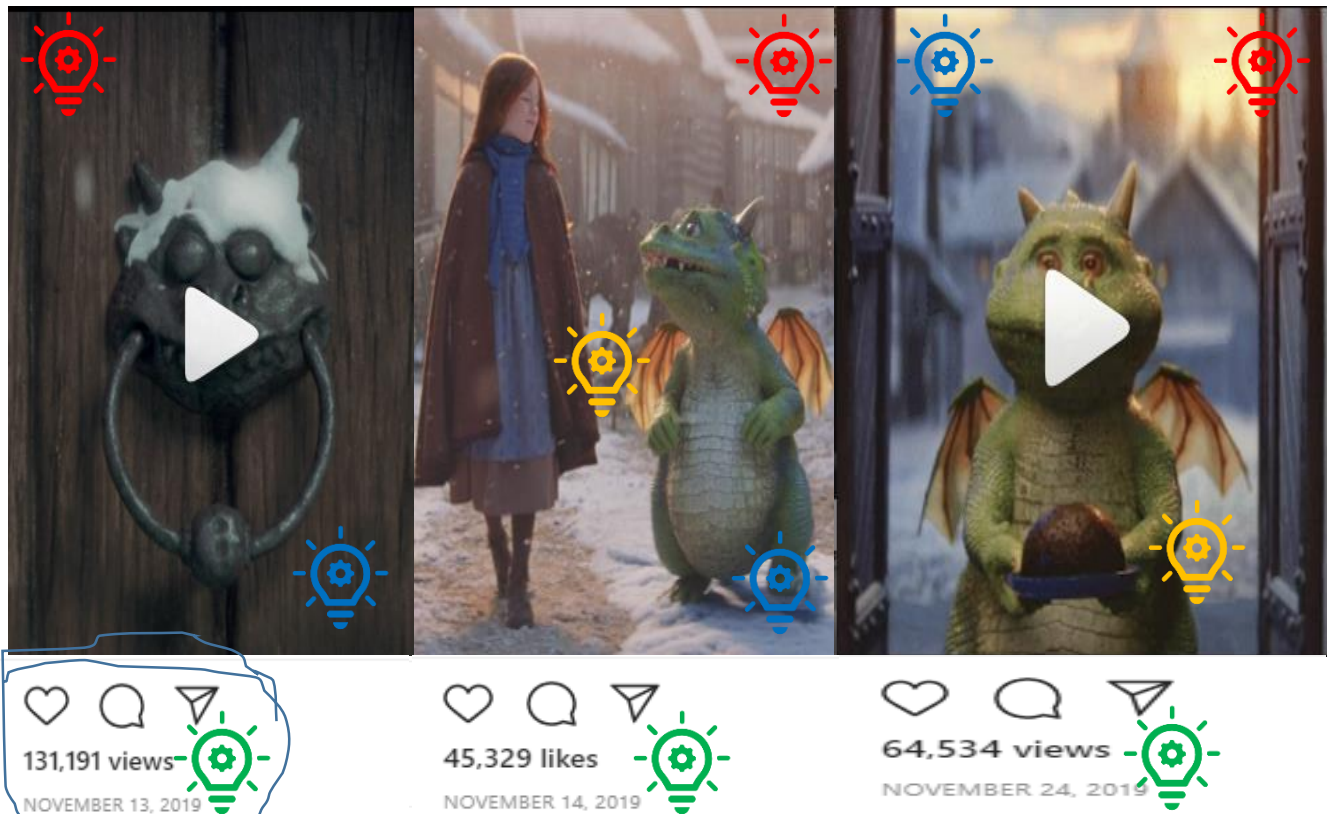 131,191 views
NOVEMBER 13, 2019
45,329 likes
NOVEMBER 14, 2019
64,534 views
NOVEMBER 24, 2019